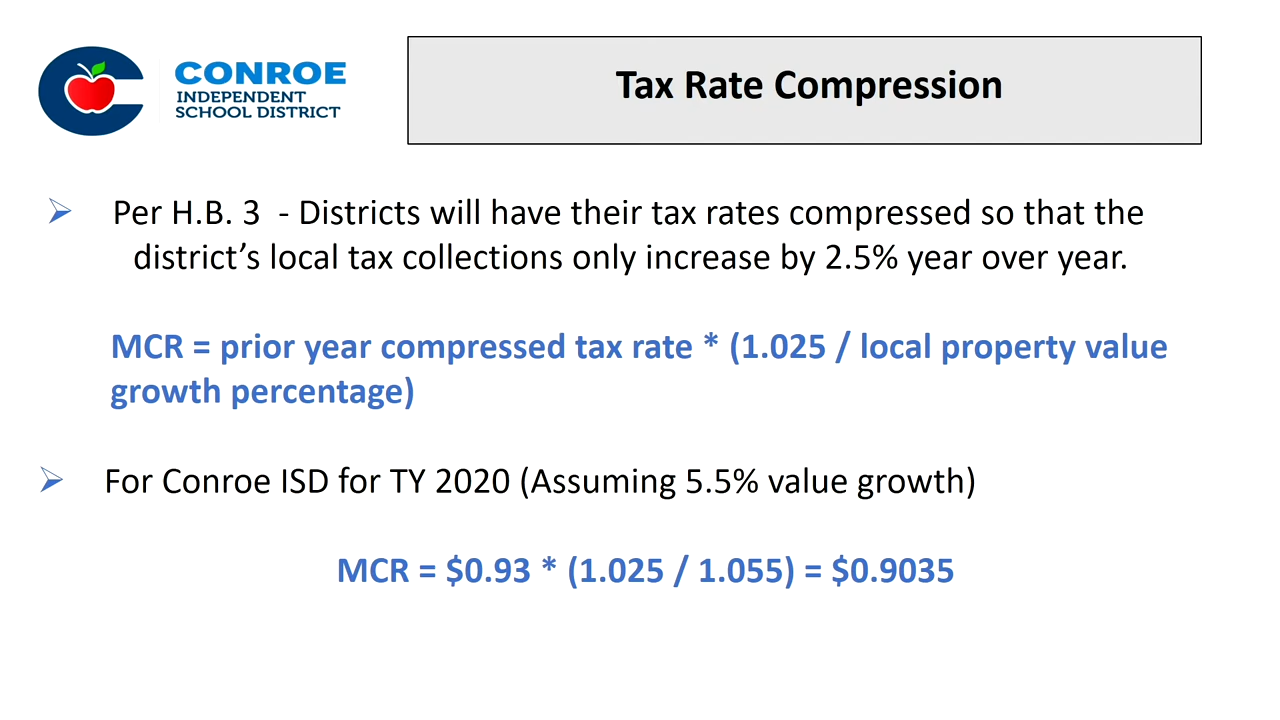 CONROE
INDEPENDENT
SCHOOL DISTRICT
Tax Rate Compression
Per H.B. 3 - Districts will have their tax rates compressed so that the
district’s local tax collections only increase by 2.5% year over year.
MCR = prior year compressed tax rate * (1.025 / local property value
growth percentage)
For Conroe ISD for TY 2020 (Assuming 5.5% value growth)
MCR = $0.93 * (1.025 / 1.055) = $0.9035